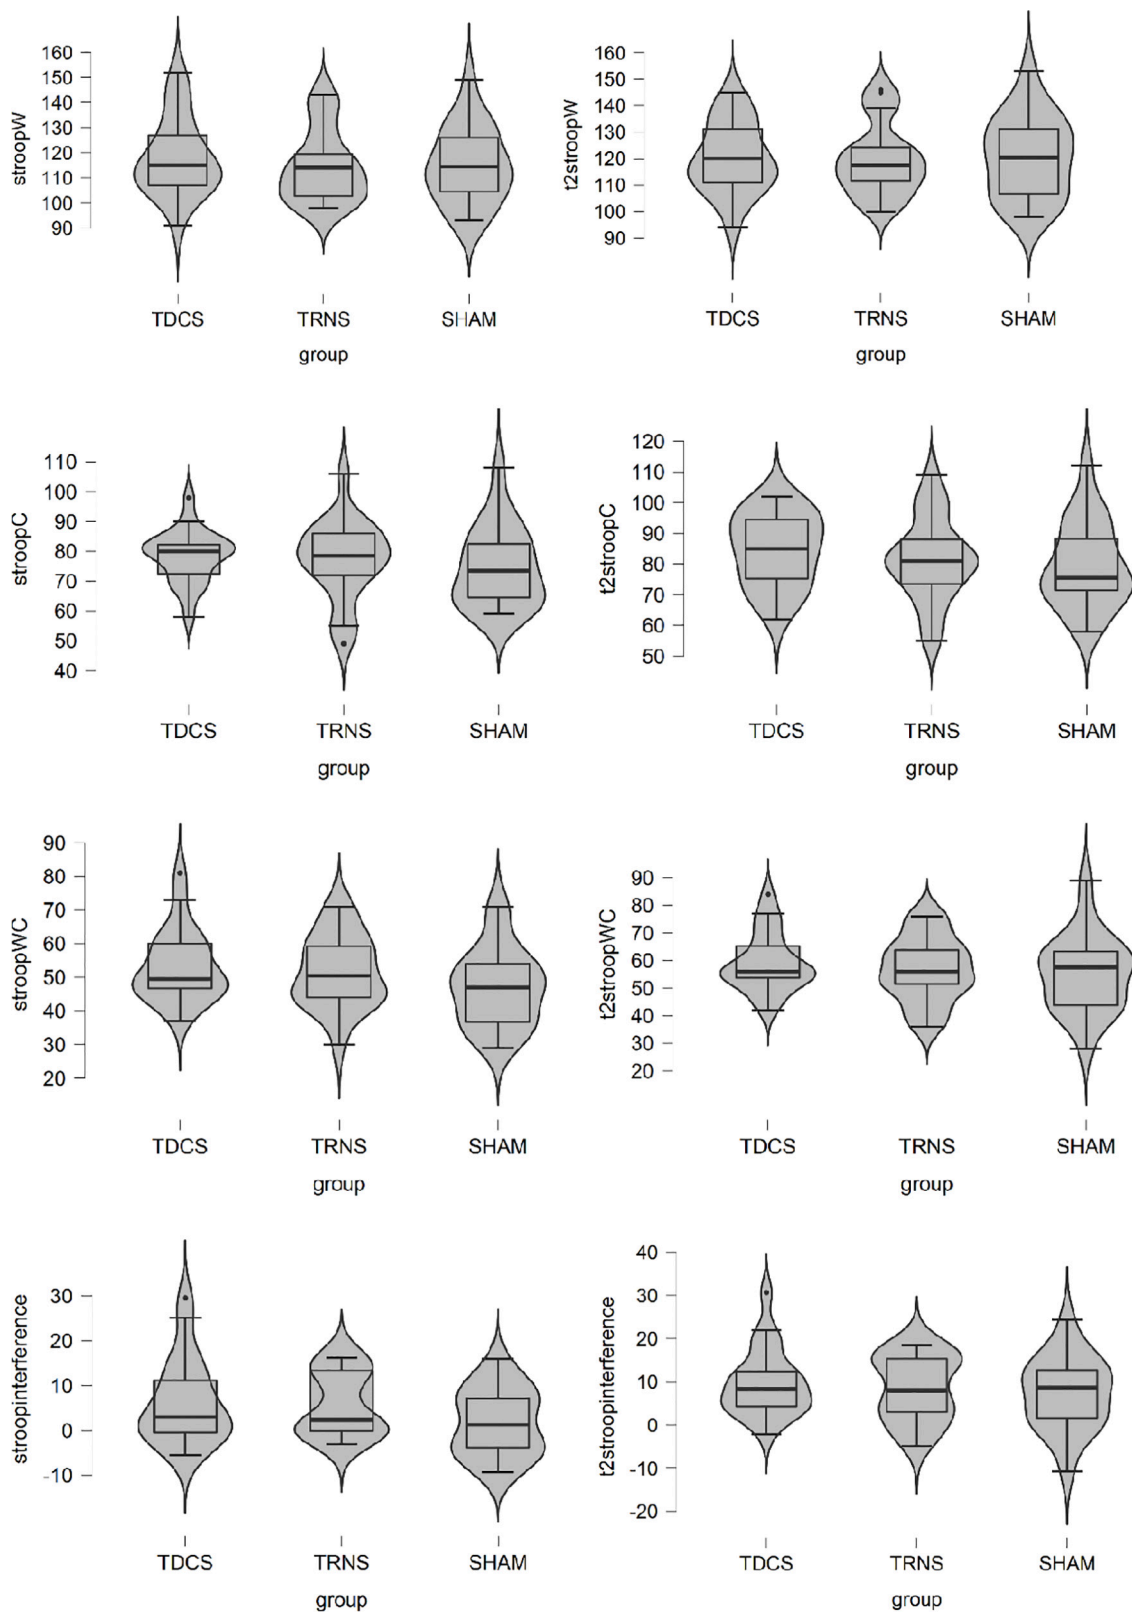 stroopW
160
150
140
130
120
110
100
90
TDCS TRNS SHAM
group
t2stroopW
160
150
140
130
120
110
100
90
TDCS TRNS SHAM
group
stroopC
110
100
90
80
70
60
50
40
TDCS TRNS SHAM
group
t2stroopC
120
110
100
90
80
70
60
50
TDCS TRNS SHAM
group
stroopWC
90
80
70
60
50
40
30
20
TDCS TRNS SHAM
group
t2stroopWC
90
80
70
60
50
40
30
20
TDCS TRNS SHAM
group
stroopinterference
30
20
10
0
-10
TDCS TRNS SHAM
group
t2stroopinterference
40
30
20
10
0
-10
-20
TDCS TRNS SHAM
group